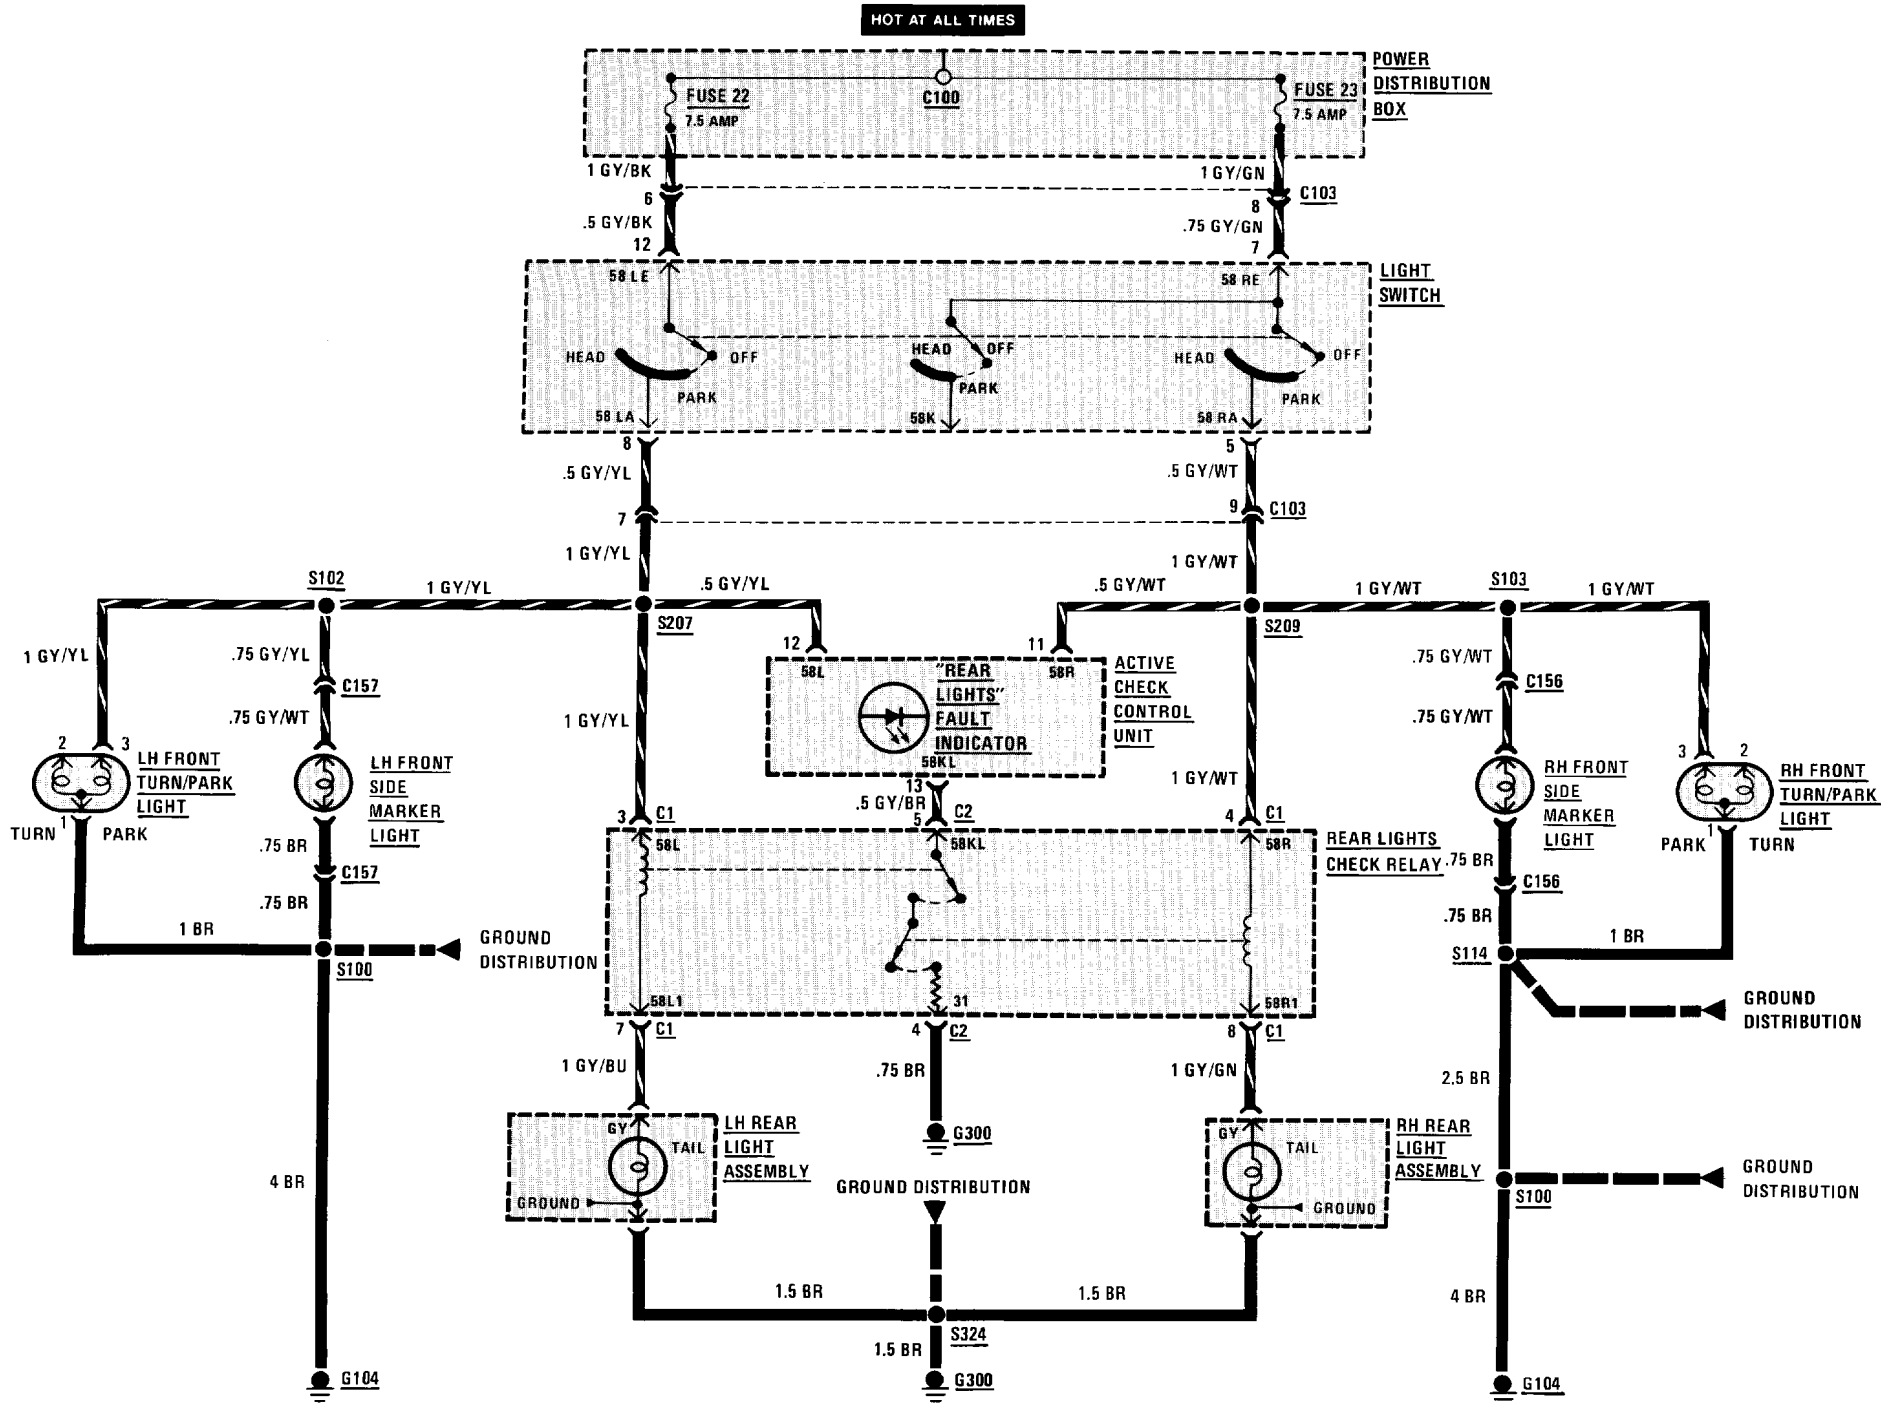 HOT AT ALL TIMES
POWER
DISTRIBUTION
BOX
FUSE 22
7.5 AMP
C100
FUSE 23
7.5 AMP
1 GY/BK
1 GY/GN
6
8
C103
.5 GY/BK
.75 GY/GN
12
7
58 LE
58 RE
LIGHT
SWITCH
HEAD
OFF
PARK
HEAD
OFF
PARK
HEAD
OFF
PARK
58 LA
58K
58 RA
8
5
.5 GY/YL
.5 GY/WT
7
9
C103
1 GY/YL
1 GY/WT
S102
1 GY/YL
.5 GY/YL
.5 GY/WT
1 GY/WT
S103
1 GY/WT
S207
S209
1 GY/YL
.75 GY/YL
C157
.75 GY/WT
12
11
58L
"REAR
LIGHTS"
FAULT
INDICATOR
58R
58KL
ACTIVE
CHECK
CONTROL
UNIT
.75 GY/WT
C156
.75 GY/WT
1 GY/YL
1 GY/WT
2
3
LH FRONT
TURN/PARK
LIGHT
TURN
1
PARK
LH FRONT
SIDE
MARKER
LIGHT
RH FRONT
SIDE
MARKER
LIGHT
3
2
RH FRONT
TURN/PARK
LIGHT
PARK
1
TURN
13
.5 GY/BR
3
C1
5
C2
4
C1
58L
58KL
58R
REAR LIGHTS
CHECK RELAY
.75 BR
C157
.75 BR
.75 BR
C156
.75 BR
1 BR
S100
GROUND
DISTRIBUTION
S114
1 BR
GROUND
DISTRIBUTION
58L1
31
58R1
7
C1
4
C2
8
C1
1 GY/BU
.75 BR
1 GY/GN
2.5 BR
G300
GY
TAIL
GROUND
LH REAR
LIGHT
ASSEMBLY
GY
TAIL
GROUND
RH REAR
LIGHT
ASSEMBLY
GROUND DISTRIBUTION
4 BR
S100
GROUND
DISTRIBUTION
1.5 BR
1.5 BR
S324
1.5 BR
4 BR
G104
G300
G104